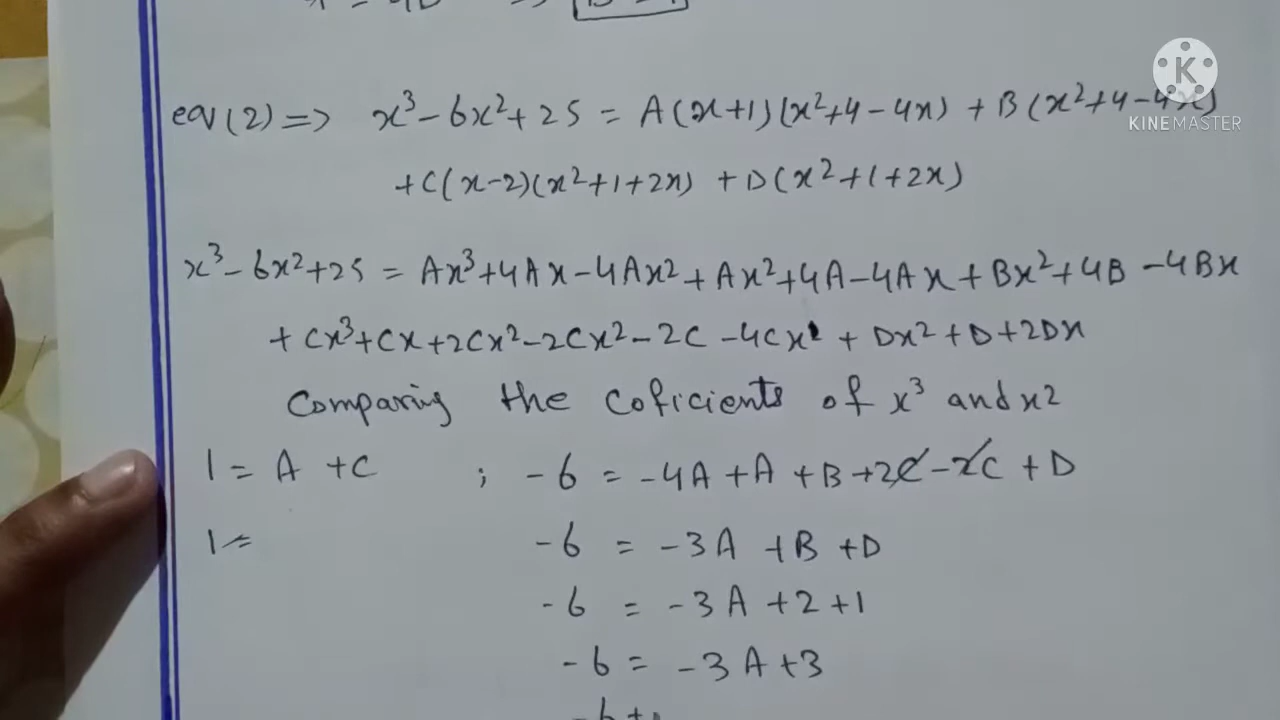 eq(2) => x³ - 6x² + 25 = A(x+1)(x²+4-4x) + B(x²+4-4x)
+ C(x-2)(x²+1+2x) + D(x²+1+2x)
x³ - 6x² + 25 = Ax³ + 4Ax - 4Ax² + Ax² + 4A - 4Ax + Bx² + 4B - 4Bx
+ Cx³ + Cx + 2Cx² - 2Cx² - 2C - 4Cx + Dx² + D + 2Dx
Comparing the coficients of x³ and x2
1 = A + C ; -6 = -4A + A + B + 2C - 2C + D
1 = -6 = -3A + B + D
-6 = -3A + 2 + 1
-6 = -3A + 3
K
KINEMASTER